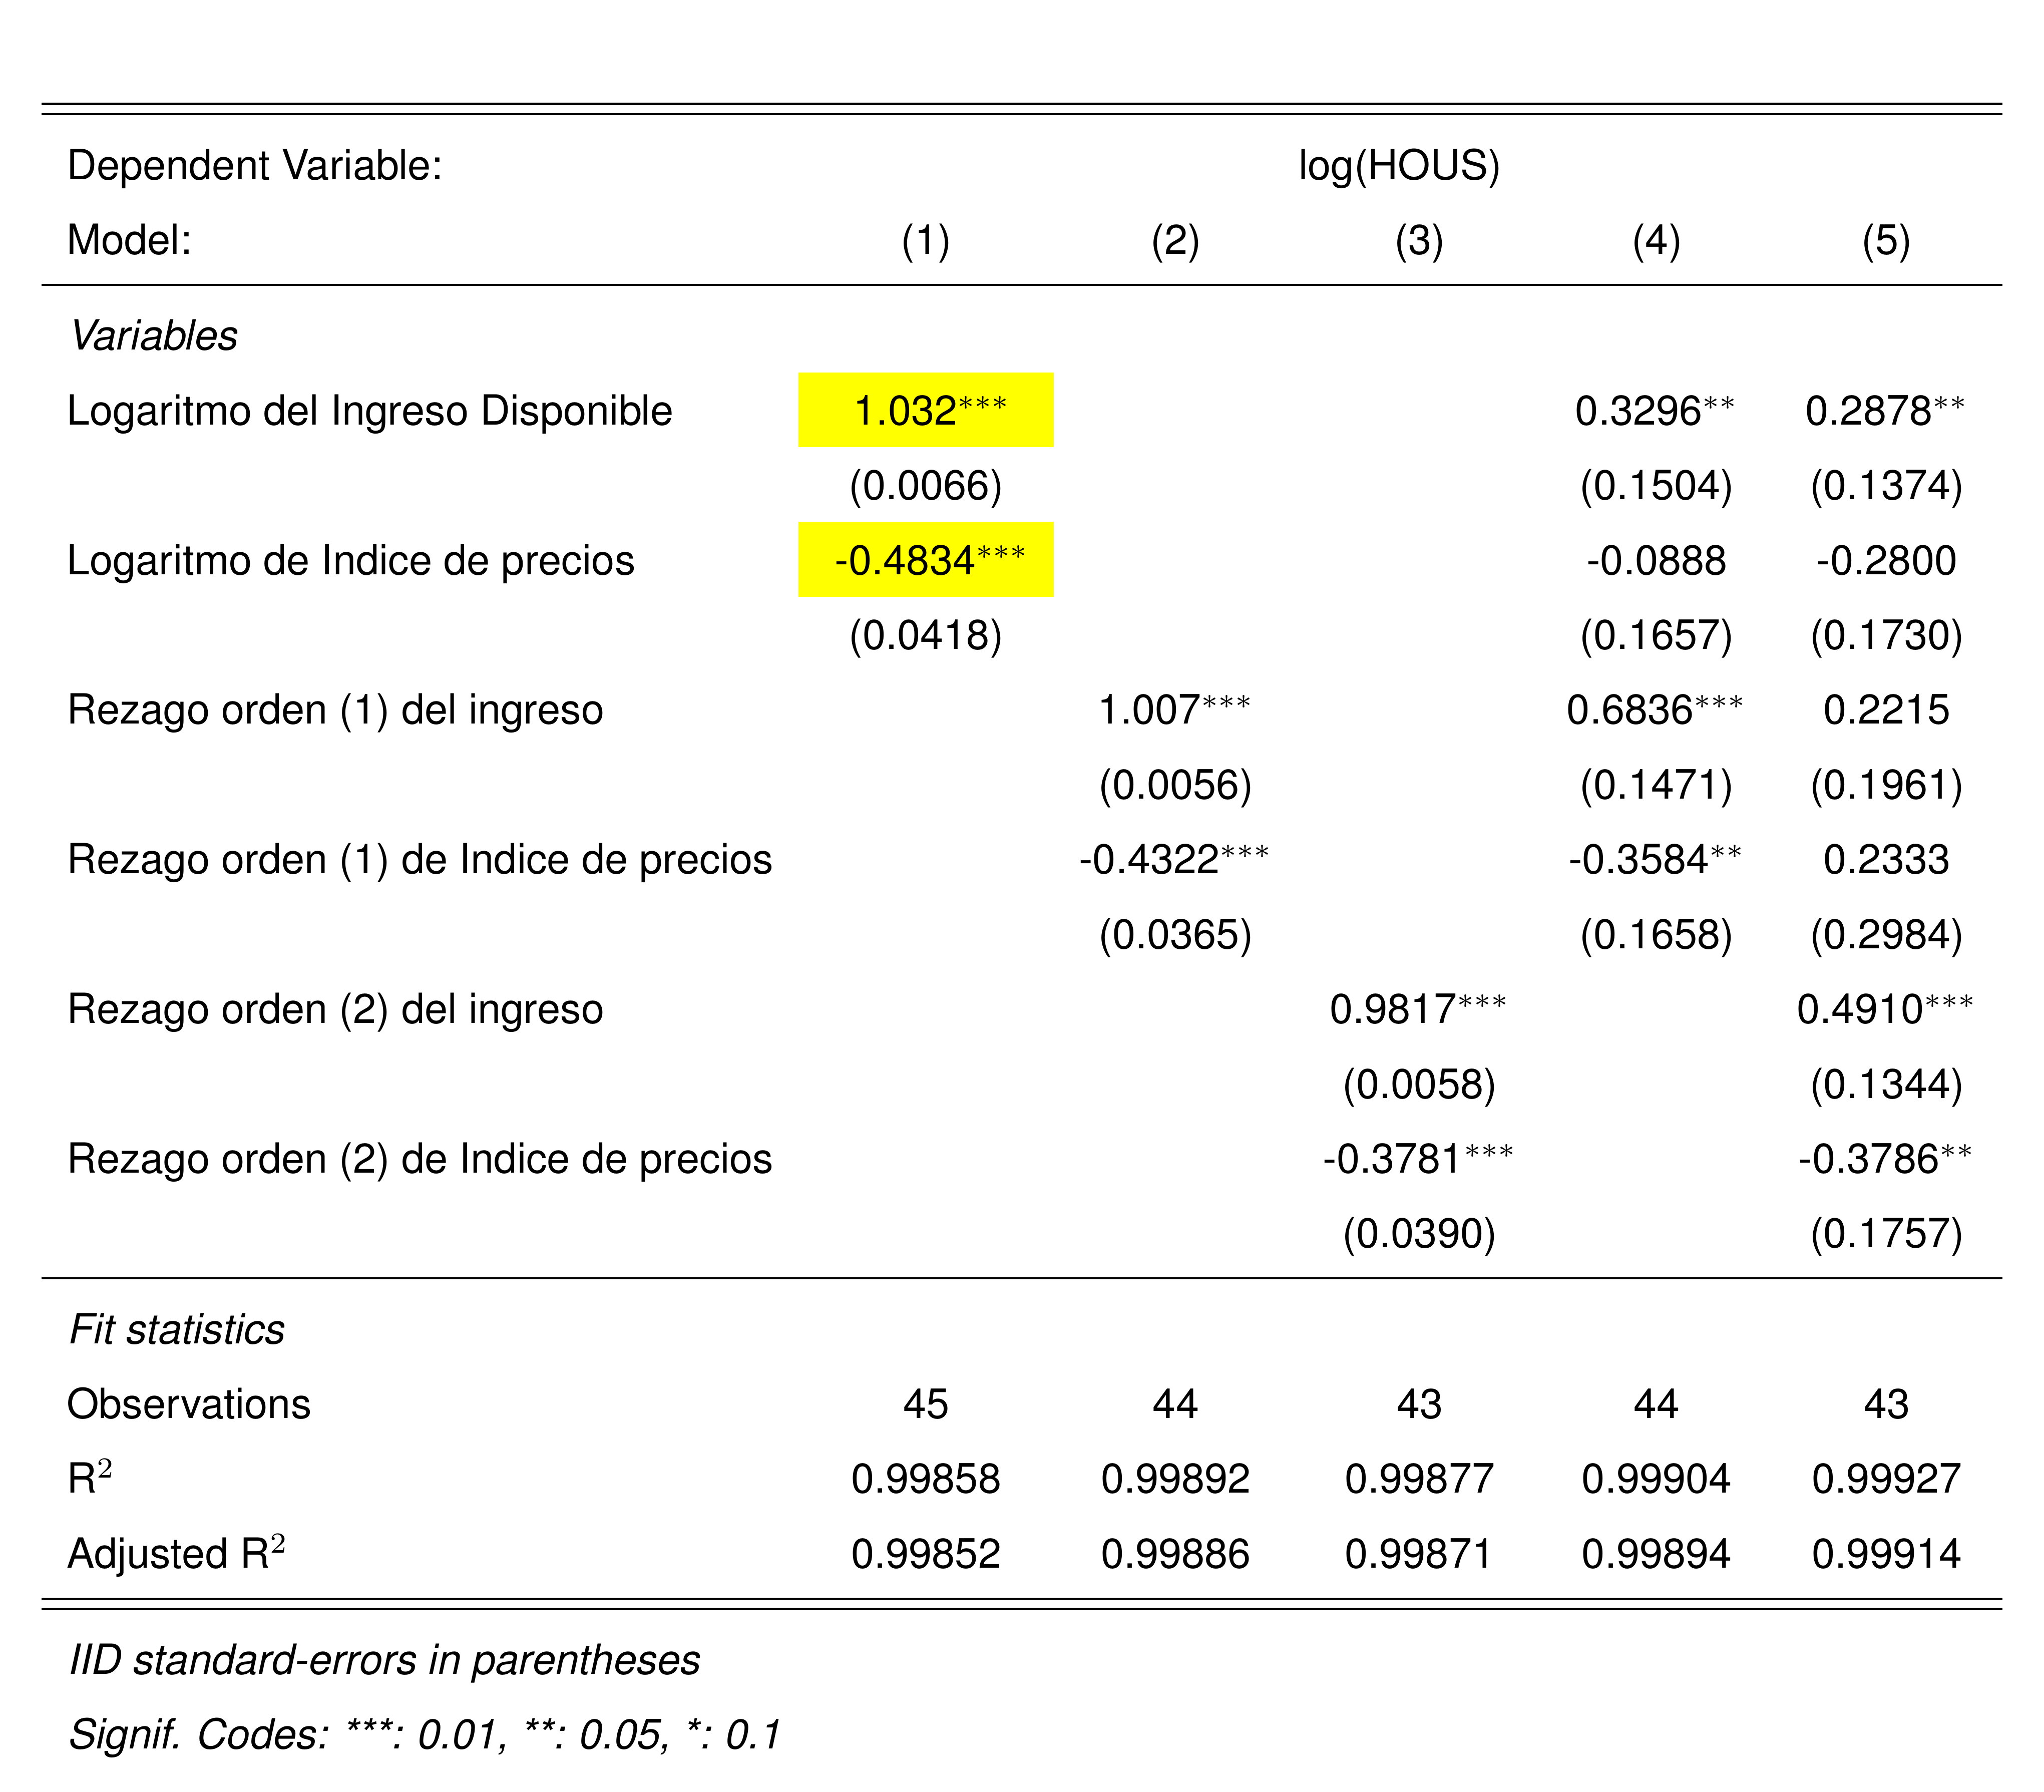 Dependent Variable: log(HOUS)
Model: (1) (2) (3) (4) (5)
Variables
Logaritmo del Ingreso Disponible 1.032*** 0.3296** 0.2878**
(0.0066) (0.1504) (0.1374)
Logaritmo de Indice de precios -0.4834*** -0.0888 -0.2800
(0.0418) (0.1657) (0.1730)
Rezago orden (1) del ingreso 1.007*** 0.6836*** 0.2215
(0.0056) (0.1471) (0.1961)
Rezago orden (1) de Indice de precios -0.4322*** -0.3584** 0.2333
(0.0365) (0.1658) (0.2984)
Rezago orden (2) del ingreso 0.9817*** 0.4910***
(0.0058) (0.1344)
Rezago orden (2) de Indice de precios -0.3781*** -0.3786**
(0.0390) (0.1757)
Fit statistics
Observations 45 44 43 44 43
R² 0.99858 0.99892 0.99877 0.99904 0.99927
Adjusted R² 0.99852 0.99886 0.99871 0.99894 0.99914
IID standard-errors in parentheses
Signif. Codes: ***: 0.01, **: 0.05, *: 0.1